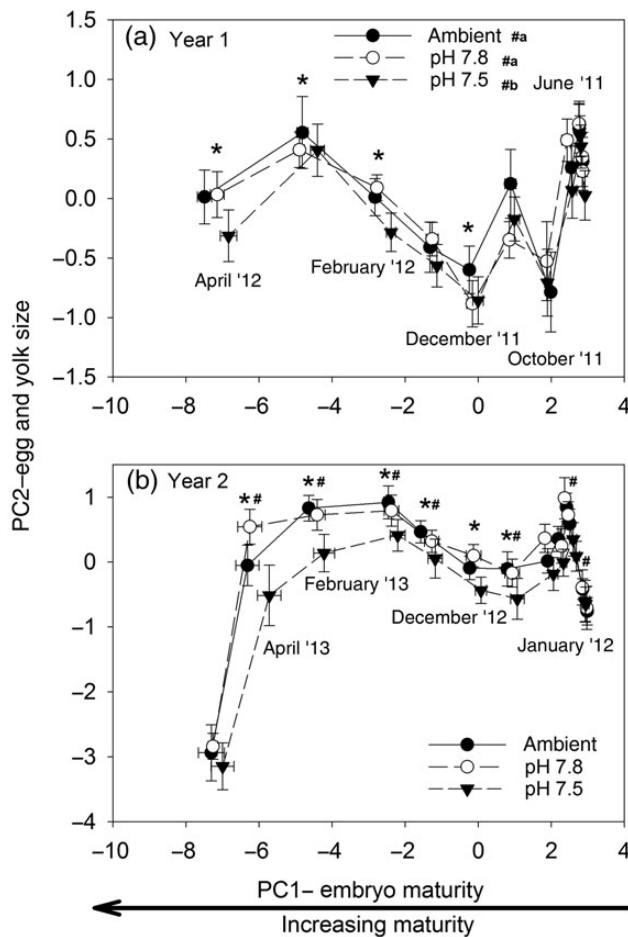 (a) Year 1
Ambient #a
pH 7.8 #a
pH 7.5 #b
June '11
1.5
1.0
0.5
0.0
−0.5
−1.0
−1.5
*
*
*
*
April '12
February '12
December '11
October '11
−10 −8 −6 −4 −2 0 2 4
PC2–egg and yolk size
(b) Year 2
1
0
−1
−2
−3
−4
*# *# *# *# * *# # #
February '13
April '13
December '12
January '12
Ambient
pH 7.8
pH 7.5
−10 −8 −6 −4 −2 0 2 4
PC1– embryo maturity
Increasing maturity